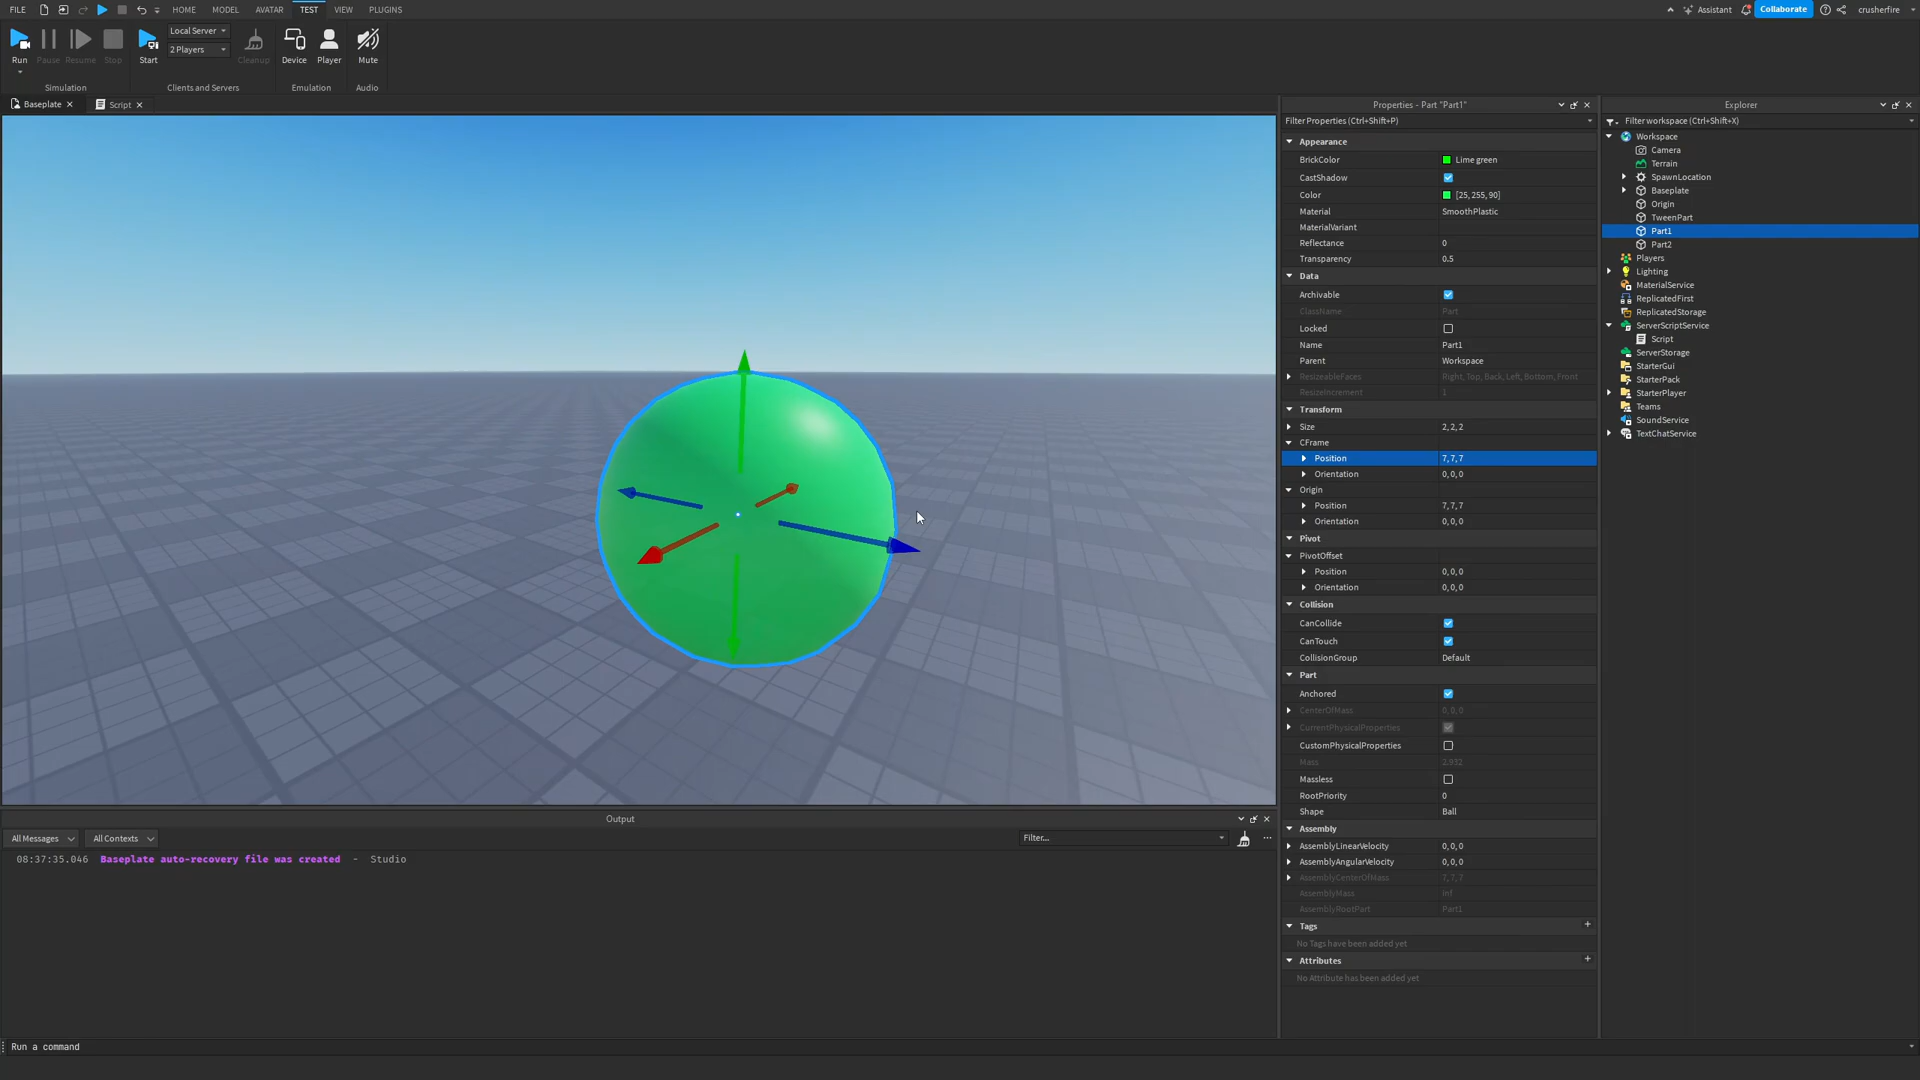 FILE HOME MODEL AVATAR TEST VIEW PLUGINS Assistant Collaborate crusherfire
Run Pause Resume Stop Start Local Server Cleanup Device Player Mute
2 Players
Simulation Clients and Servers Emulation Audio
Baseplate Script
Properties - Part "Part1"
Filter Properties (Ctrl+Shift+P)
Appearance
BrickColor Lime green
CastShadow
Color [25, 255, 90]
Material SmoothPlastic
MaterialVariant
Reflectance 0
Transparency 0.5
Data
Archivable
ClassName Part
Locked
Name Part1
Parent Workspace
ResizeableFaces Right, Top, Back, Left, Bottom, Front
ResizeIncrement 1
Transform
Size 2, 2, 2
CFrame
Position 7, 7, 7
Orientation 0, 0, 0
Origin
Position 7, 7, 7
Orientation 0, 0, 0
Pivot
PivotOffset
Position 0, 0, 0
Orientation 0, 0, 0
Collision
CanCollide
CanTouch
CollisionGroup Default
Part
Anchored
CenterOfMass 0, 0, 0
CurrentPhysicalProperties
CustomPhysicalProperties
Mass 2.932
Massless
RootPriority 0
Shape Ball
Assembly
AssemblyLinearVelocity 0, 0, 0
AssemblyAngularVelocity 0, 0, 0
AssemblyCenterOfMass 7, 7, 7
AssemblyMass inf
AssemblyRootPart Part1
Tags
No Tags have been added yet
Attributes
No Attribute has been added yet
Explorer
Filter workspace (Ctrl+Shift+X)
Workspace
Camera
Terrain
SpawnLocation
Baseplate
Origin
TweenPart
Part1
Part2
Players
Lighting
MaterialService
ReplicatedFirst
ReplicatedStorage
ServerScriptService
Script
ServerStorage
StarterGui
StarterPack
StarterPlayer
Teams
SoundService
TextChatService
Output
All Messages All Contexts Filter...
08:37:35.046 Baseplate auto-recovery file was created - Studio
Run a command